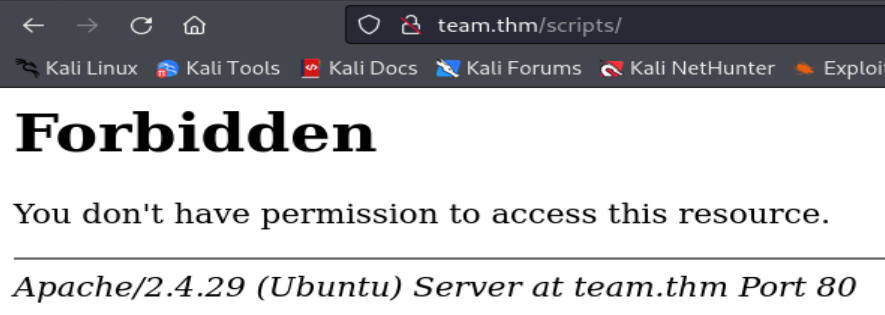 team.thm/scripts/
Kali Linux Kali Tools Kali Docs Kali Forums Kali NetHunter Exploi
Forbidden
You don't have permission to access this resource.
Apache/2.4.29 (Ubuntu) Server at team.thm Port 80